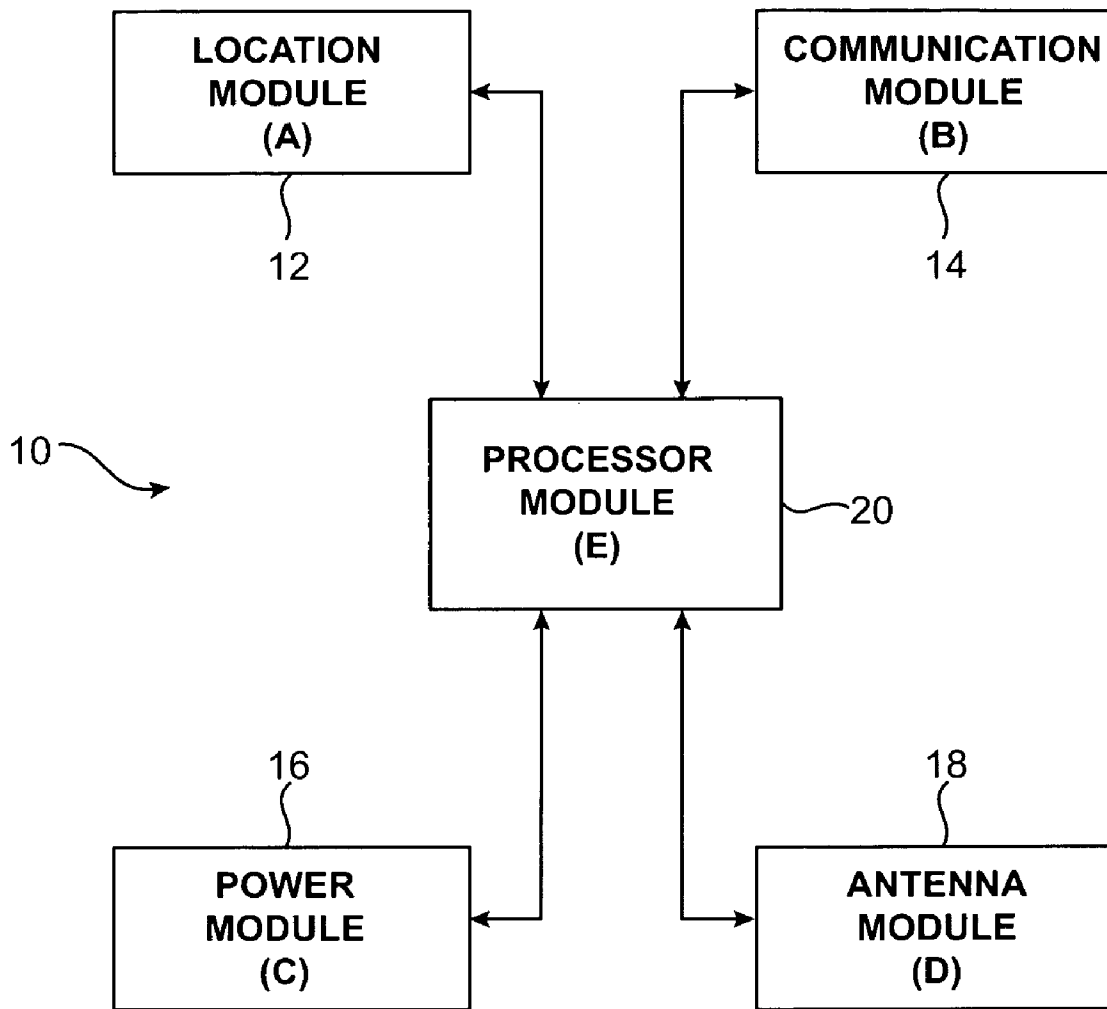 LOCATION
MODULE
(A)
12
COMMUNICATION
MODULE
(B)
14
10
PROCESSOR
MODULE
(E)
20
16
POWER
MODULE
(C)
18
ANTENNA
MODULE
(D)